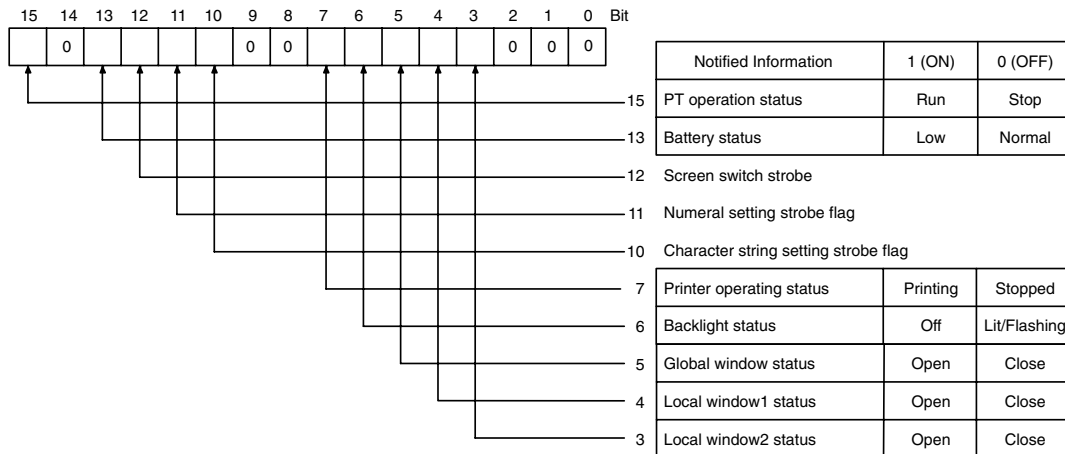 15 14 13 12 11 10 9 8 7 6 5 4 3 2 1 0 Bit
0 0 0 0 0 0
Notified Information 1 (ON) 0 (OFF)
15 PT operation status Run Stop
13 Battery status Low Normal
12 Screen switch strobe
11 Numeral setting strobe flag
10 Character string setting strobe flag
7 Printer operating status Printing Stopped
6 Backlight status Off Lit/Flashing
5 Global window status Open Close
4 Local window1 status Open Close
3 Local window2 status Open Close